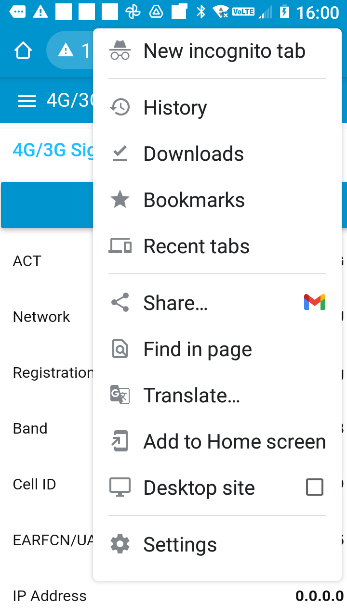 VoLTE 16:00
1
4G/3G
New incognito tab
4G/3G Sig
History
Downloads
Bookmarks
Recent tabs
ACT
Share...
Network
Find in page
Registration
Translate...
Band
Add to Home screen
Cell ID
Desktop site
EARFCN/UA
Settings
IP Address 0.0.0.0